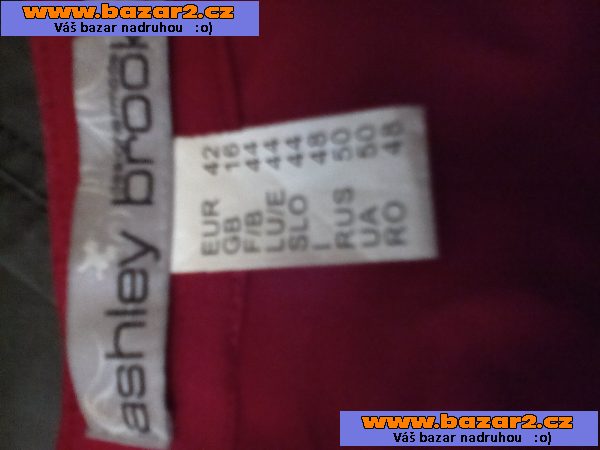 www.bazar2.cz
Váš bazar nadruhou :o)
ashley brook
EUR 42
GB 16
F/B 44
LU/E 44
SLO 44
I 48
RUS 50
UA 50
RO 48
www.bazar2.cz
Váš bazar nadruhou :o)